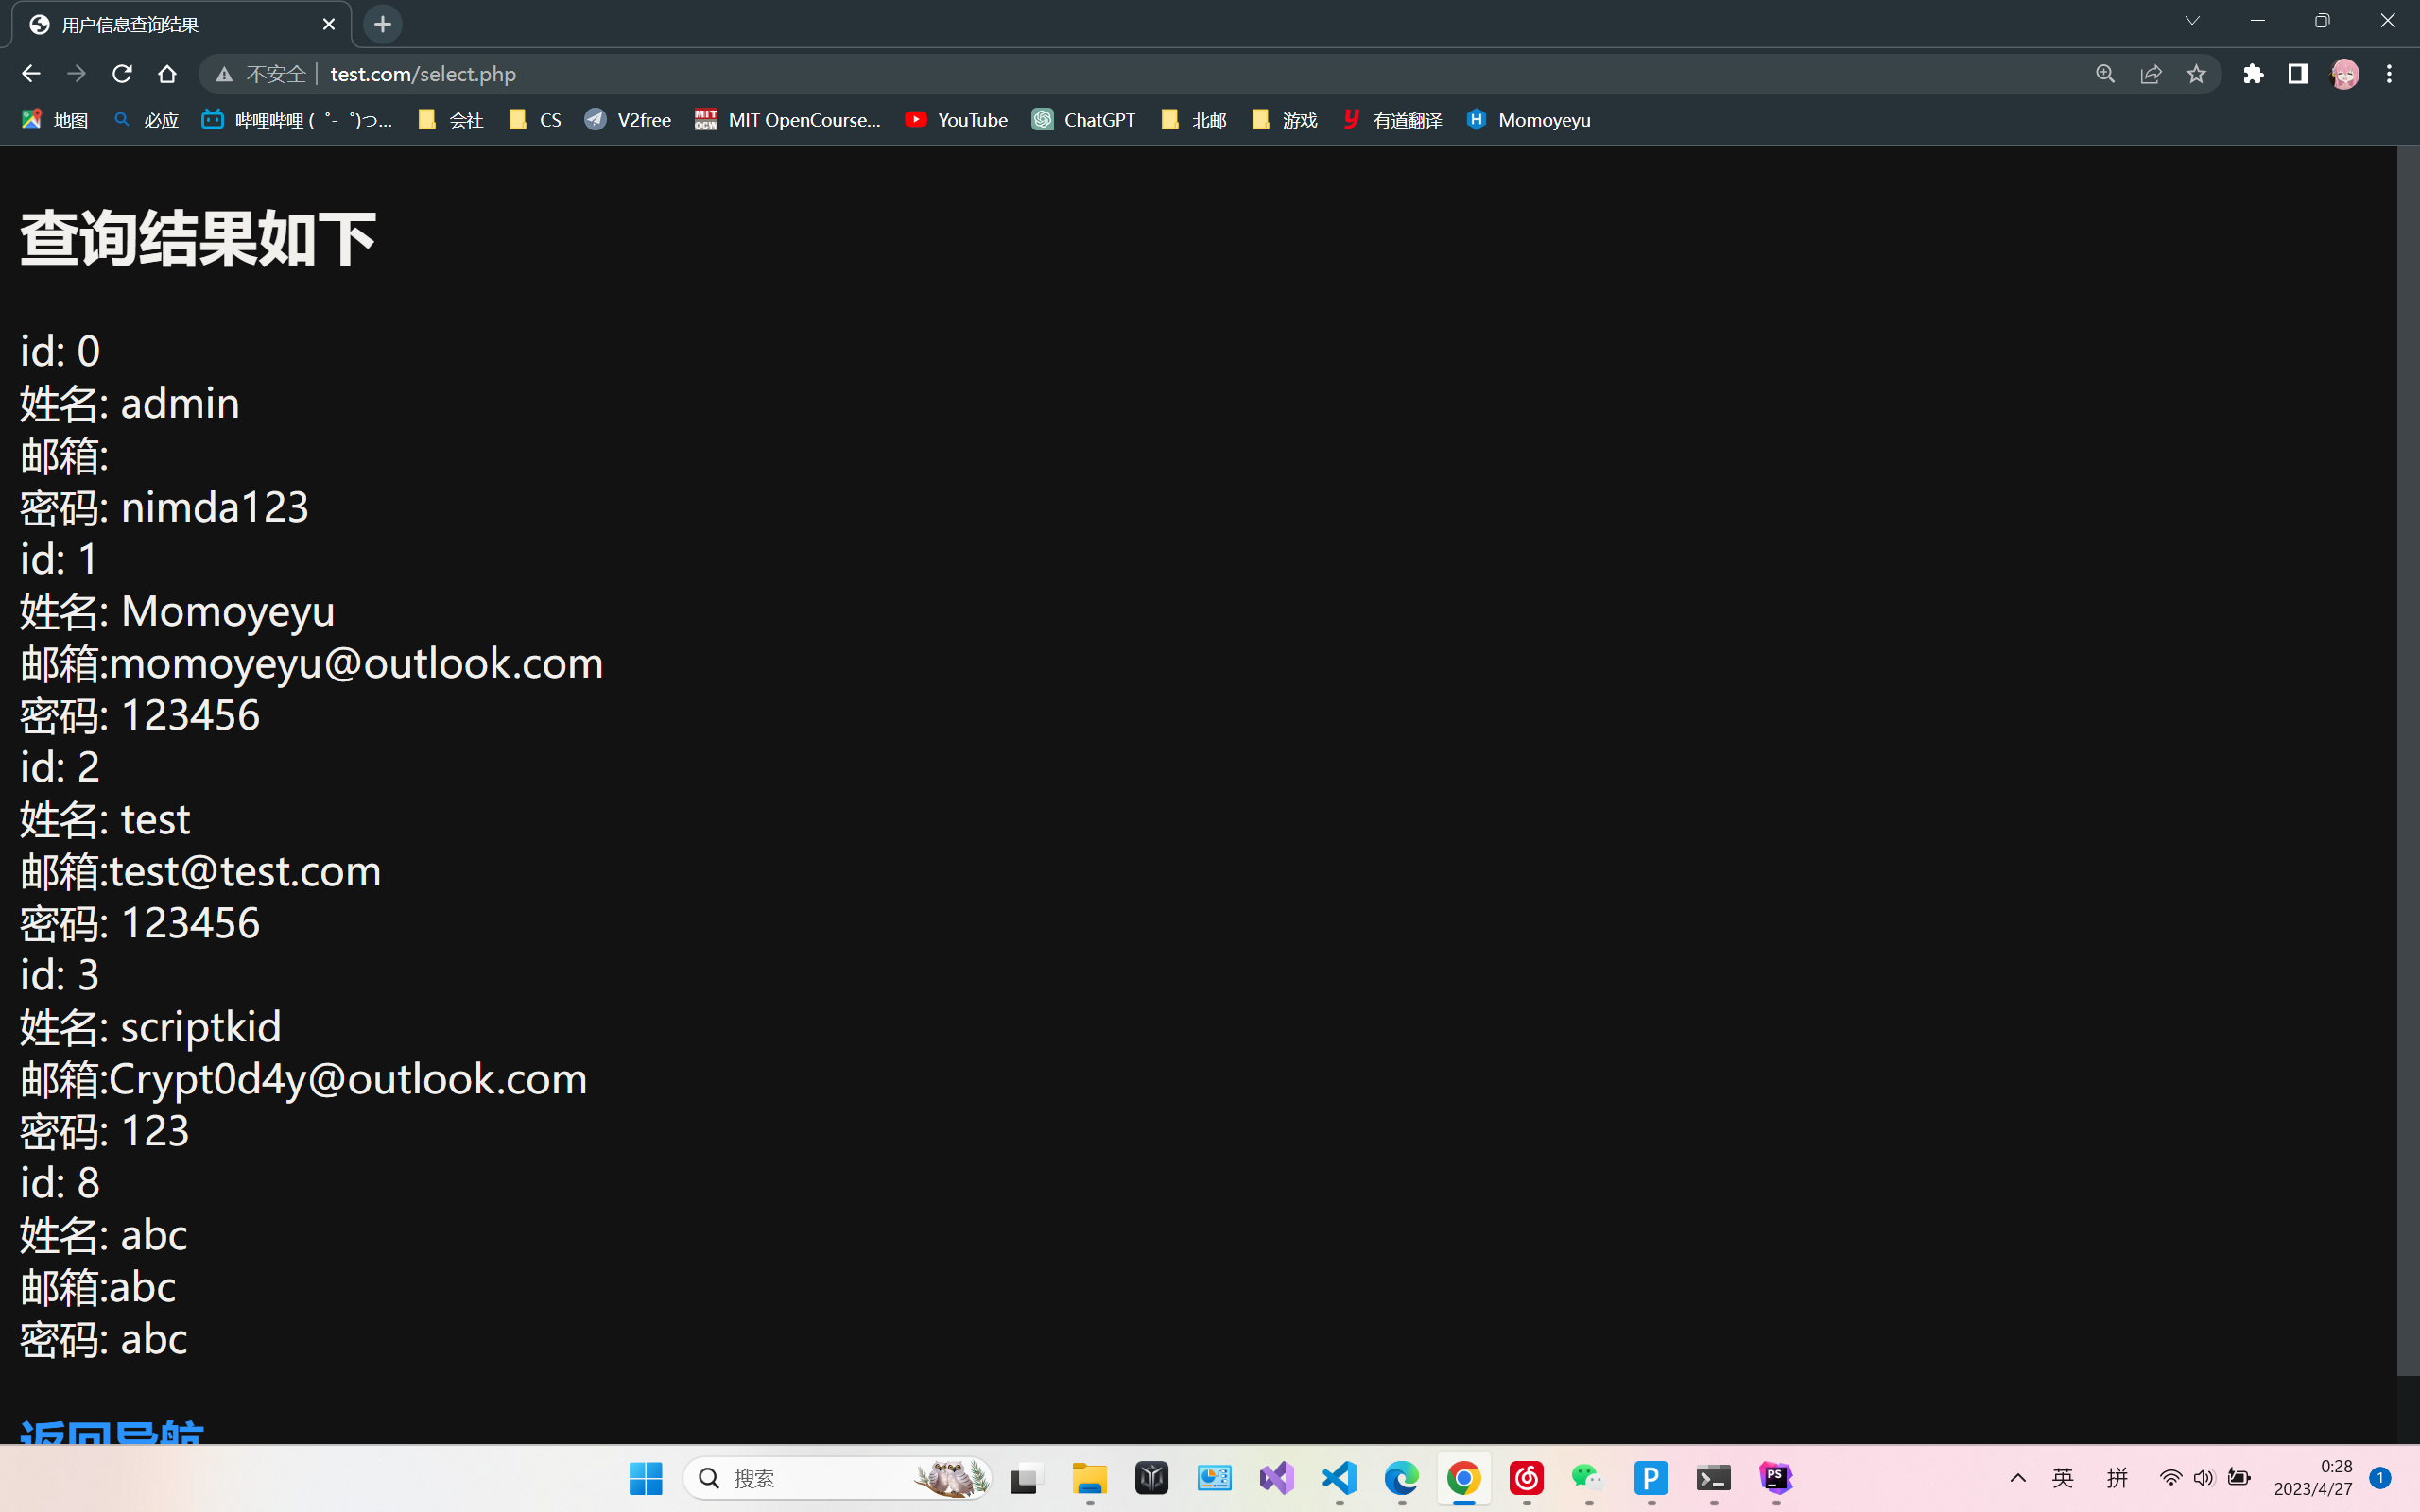 用户信息查询结果
不安全 test.com/select.php
地图 必应 哔哩哔哩 (゜-゜)つ... 会社 CS V2free MIT OpenCourse... YouTube ChatGPT 北邮 游戏 有道翻译 Momoyeyu
查询结果如下
id: 0
姓名: admin
邮箱:
密码: nimda123
id: 1
姓名: Momoyeyu
邮箱:momoyeyu@outlook.com
密码: 123456
id: 2
姓名: test
邮箱:test@test.com
密码: 123456
id: 3
姓名: scriptkid
邮箱:Crypt0d4y@outlook.com
密码: 123
id: 8
姓名: abc
邮箱:abc
密码: abc
返回导航
搜索
英 拼 0:28
2023/4/27 1